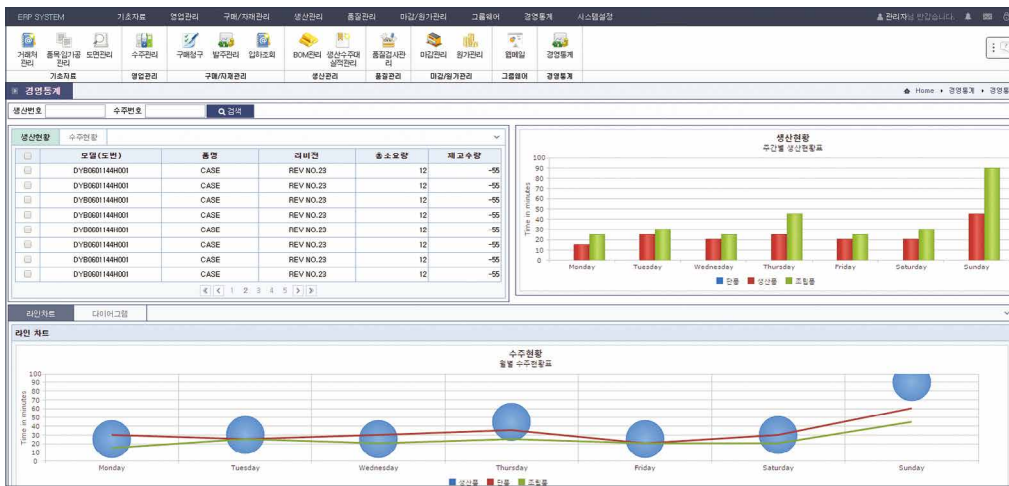 ERP SYSTEM 기초자료 영업관리 구매/자재관리 생산관리 품질관리 마감/원가관리 그룹웨어 경영통계 시스템설정 관리자님 반갑습니다.
거래처관리 품목임가공관리 도면관리 수주관리 구매청구 발주관리 입하조회 BOM관리 생산수주대실적관리 품질검사관리 마감관리 원가관리 웹메일 경영통계
기초자료 영업관리 구매/자재관리 생산관리 품질관리 마감/원가관리 그룹웨어 경영통계
경영통계 Home 경영통계
생산번호 수주번호 검색
생산현황 수주현황
모델(도번) 품명 리비전 총소요량 재고수량
DYB0601144H001 CASE REV NO.23 12 -55
DYB0601144H001 CASE REV NO.23 12 -55
DYB0601144H001 CASE REV NO.23 12 -55
DYB0601144H001 CASE REV NO.23 12 -55
DYB0601144H001 CASE REV NO.23 12 -55
DYB0601144H001 CASE REV NO.23 12 -55
DYB0601144H001 CASE REV NO.23 12 -55
DYB0601144H001 CASE REV NO.23 12 -55
1 2 3 4 5
생산현황
주간별 생산현황표
Time in minutes
100
90
80
70
60
50
40
30
20
10
0
Monday Tuesday Wednesday Thursday Friday Saturday Sunday
단품 생산품 조립품
라인차트 다이어그램
라인 차트
수주현황
월별 수주현황표
Time in minutes
100
90
80
70
60
50
40
30
20
10
0
Monday Tuesday Wednesday Thursday Friday Saturday Sunday
생산품 단품 조립품